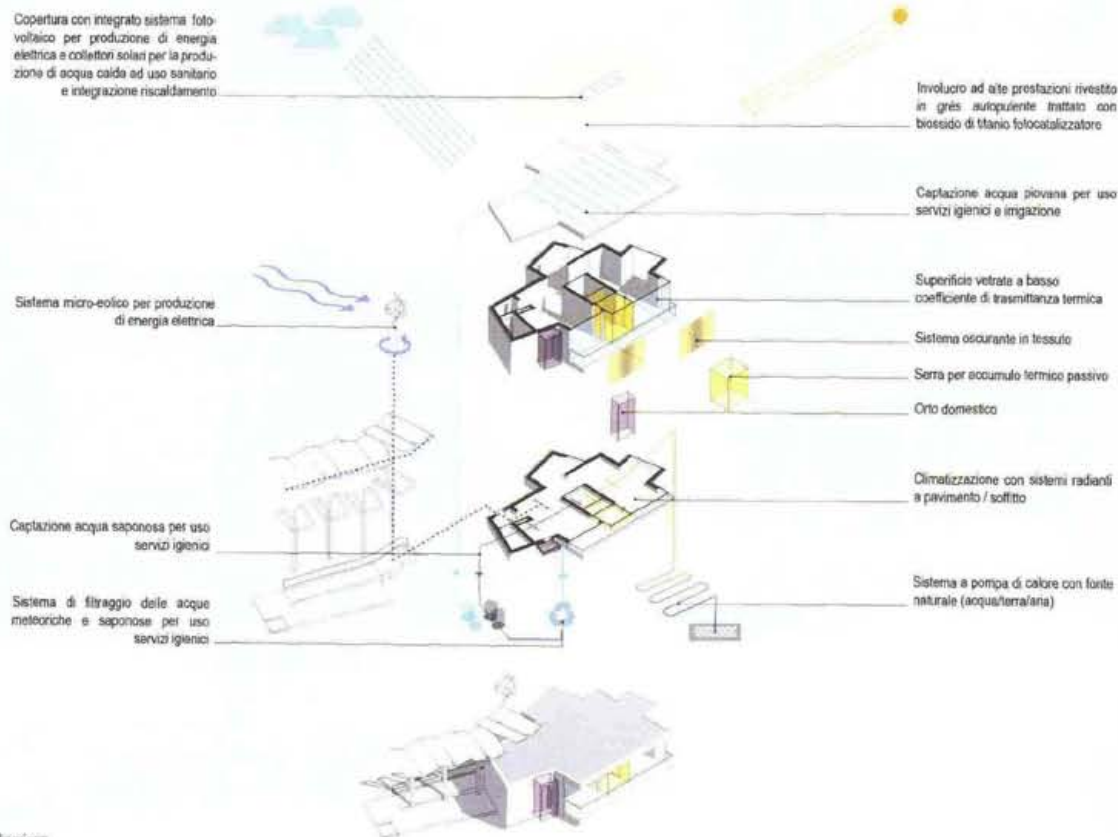 Copertura con integrato sistema foto-
voltaico per produzione di energia
elettrica e collettori solari per la produ-
zione di acqua calda ad uso sanitario
e integrazione riscaldamento
Sistema micro-eolico per produzione
di energia elettrica
Captazione acqua saponosa per uso
servizi igienici
Sistema di filtraggio delle acque
meteoriche e saponose per uso
servizi igienici
Involucro ad alte prestazioni rivestito
in grès autopulente trattato con
biossido di titanio fotocatalizzatore
Captazione acqua piovana per uso
servizi igienici e irrigazione
Superificie vetrate a basso
coefficiente di trasmittanza termica
Sistema oscurante in tessuto
Serra per accumulo termico passivo
Orto domestico
Climatizzazione con sistemi radianti
a pavimento / soffitto
Sistema a pompa di calore con fonte
naturale (acqua/terra/aria)